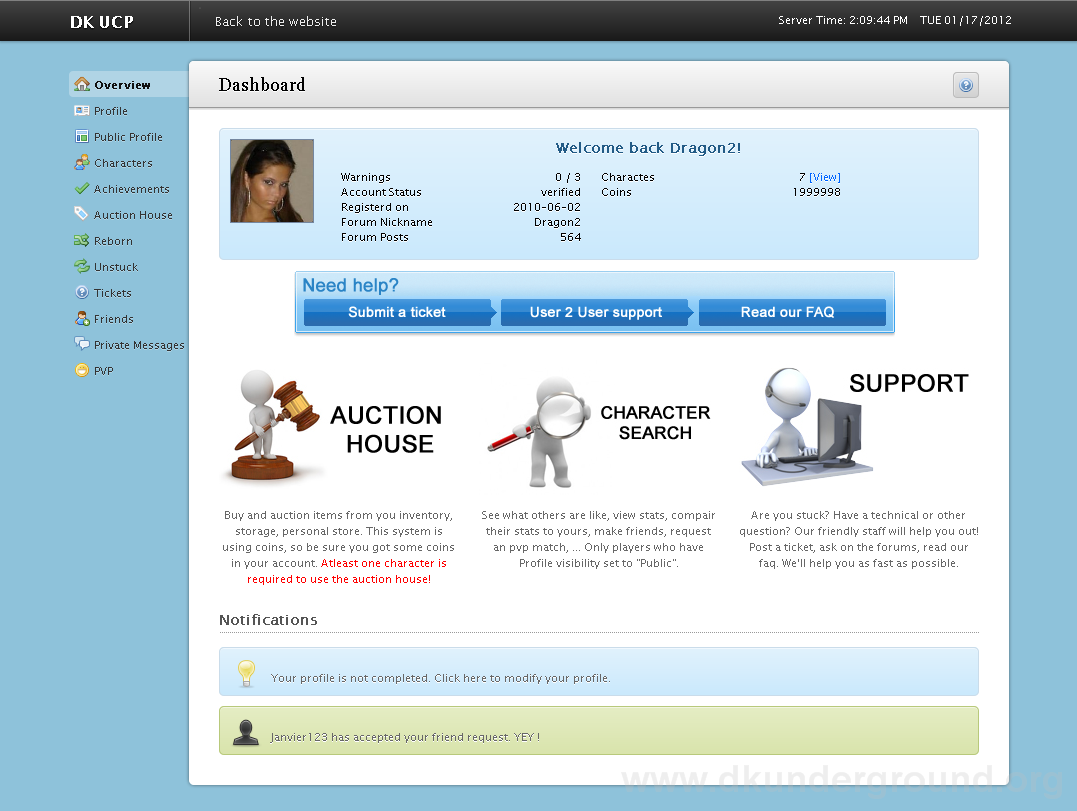 DK UCP
Back to the website
Server Time: 2:09:44 PM TUE 01/17/2012
Overview
Profile
Public Profile
Characters
Achievements
Auction House
Reborn
Unstuck
Tickets
Friends
Private Messages
PVP
Dashboard
Welcome back Dragon2!
Warnings 0 / 3
Account Status verified
Registerd on 2010-06-02
Forum Nickname Dragon2
Forum Posts 564
Charactes 7 [View]
Coins 1999998
Need help?
Submit a ticket
User 2 User support
Read our FAQ
AUCTION
HOUSE
Buy and auction items from you inventory,
storage, personal store. This system is
using coins, so be sure you got some coins
in your account. Atleast one character is
required to use the auction house!
CHARACTER
SEARCH
See what others are like, view stats, compair
their stats to yours, make friends, request
an pvp match, ... Only players who have
Profile visibility set to "Public".
SUPPORT
Are you stuck? Have a technical or other
question? Our friendly staff will help you out!
Post a ticket, ask on the forums, read our
faq. We'll help you as fast as possible.
Notifications
Your profile is not completed. Click here to modify your profile.
Janvier123 has accepted your friend request. YEY !
www.dkunderground.org